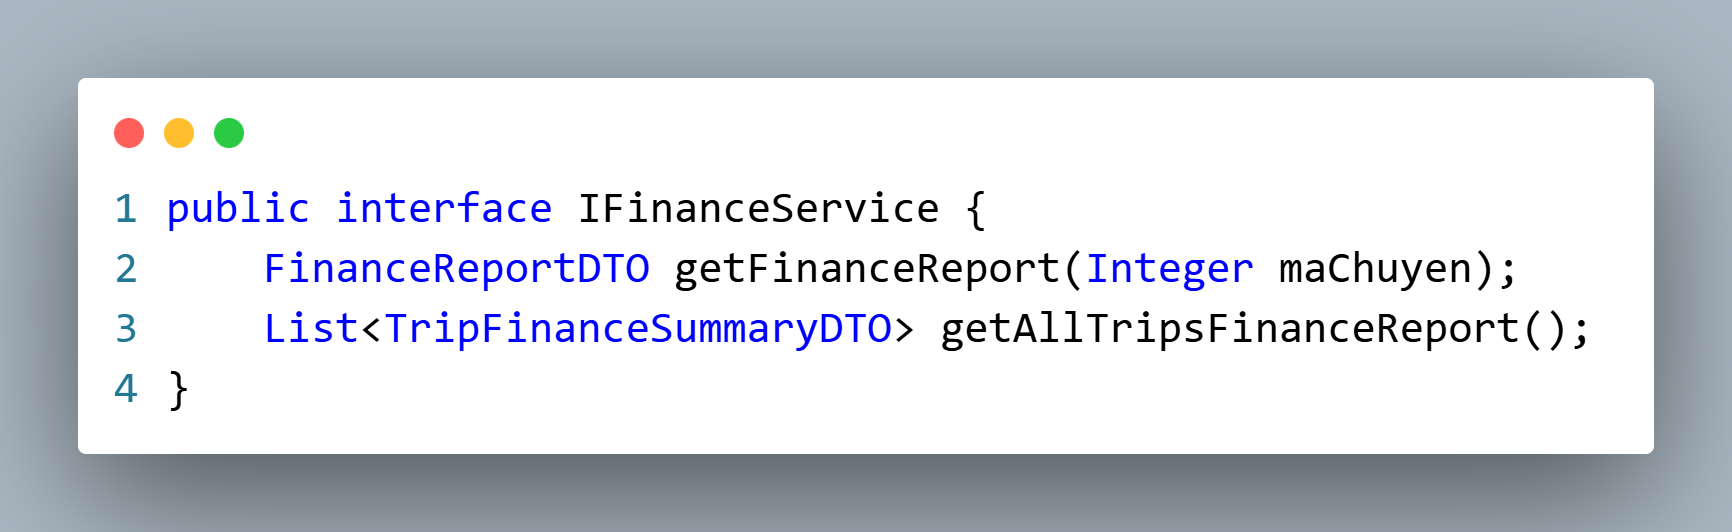 1 public interface IFinanceService {
2     FinanceReportDTO getFinanceReport(Integer maChuyen);
3     List<TripFinanceSummaryDTO> getAllTripsFinanceReport();
4 }